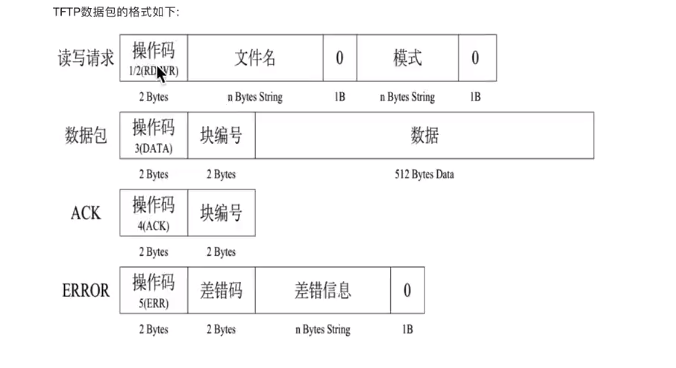 TFTP数据包的格式如下:
读写请求 操作码 文件名 0 模式 0
1/2(RD/WR)
2 Bytes n Bytes String 1B n Bytes String 1B
数据包 操作码 块编号 数据
3(DATA)
2 Bytes 2 Bytes 512 Bytes Data
ACK 操作码 块编号
4(ACK)
2 Bytes 2 Bytes
ERROR 操作码 差错码 差错信息 0
5(ERR)
2 Bytes 2 Bytes n Bytes String 1B